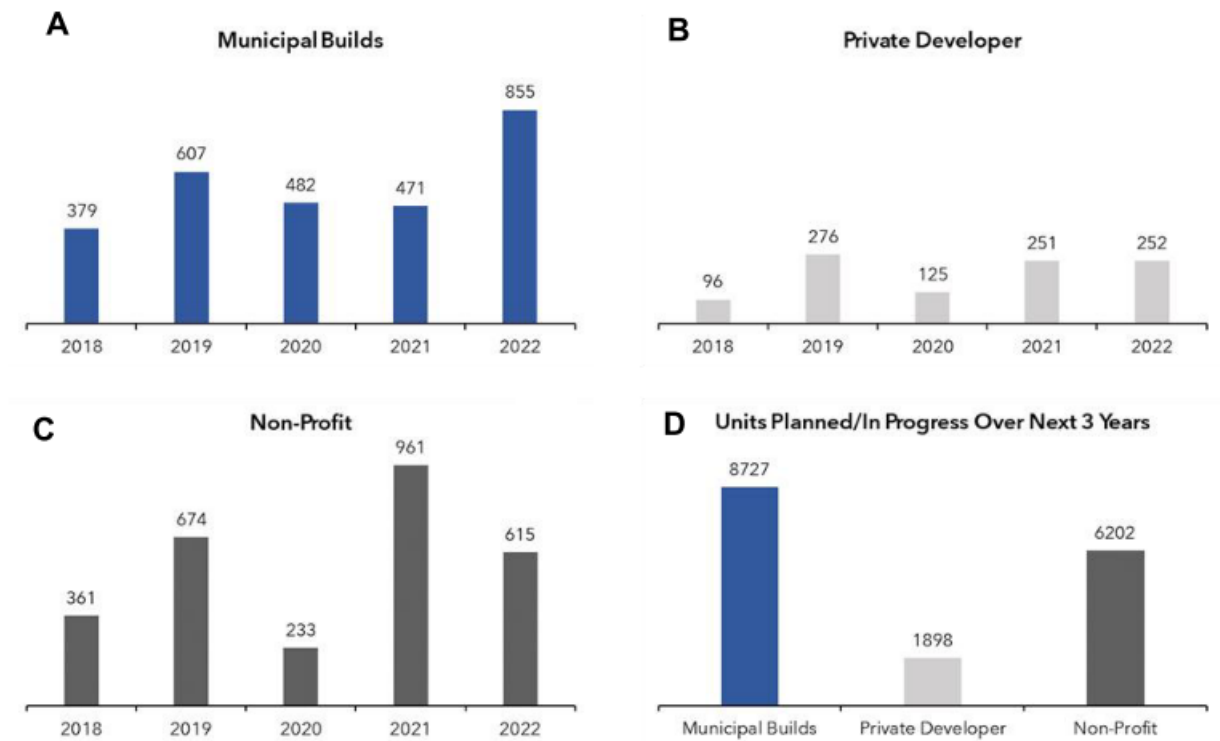 A
Municipal Builds
379
607
482
471
855
2018 2019 2020 2021 2022
B
Private Developer
96
276
125
251
252
2018 2019 2020 2021 2022
C
Non-Profit
361
674
233
961
615
2018 2019 2020 2021 2022
D
Units Planned/In Progress Over Next 3 Years
8727
1898
6202
Municipal Builds Private Developer Non-Profit